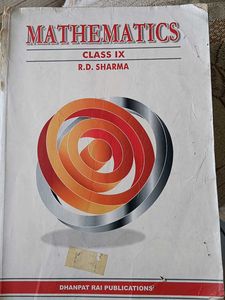 MATHEMATICS
CLASS IX
R.D. SHARMA
DHANPAT RAI PUBLICATIONS